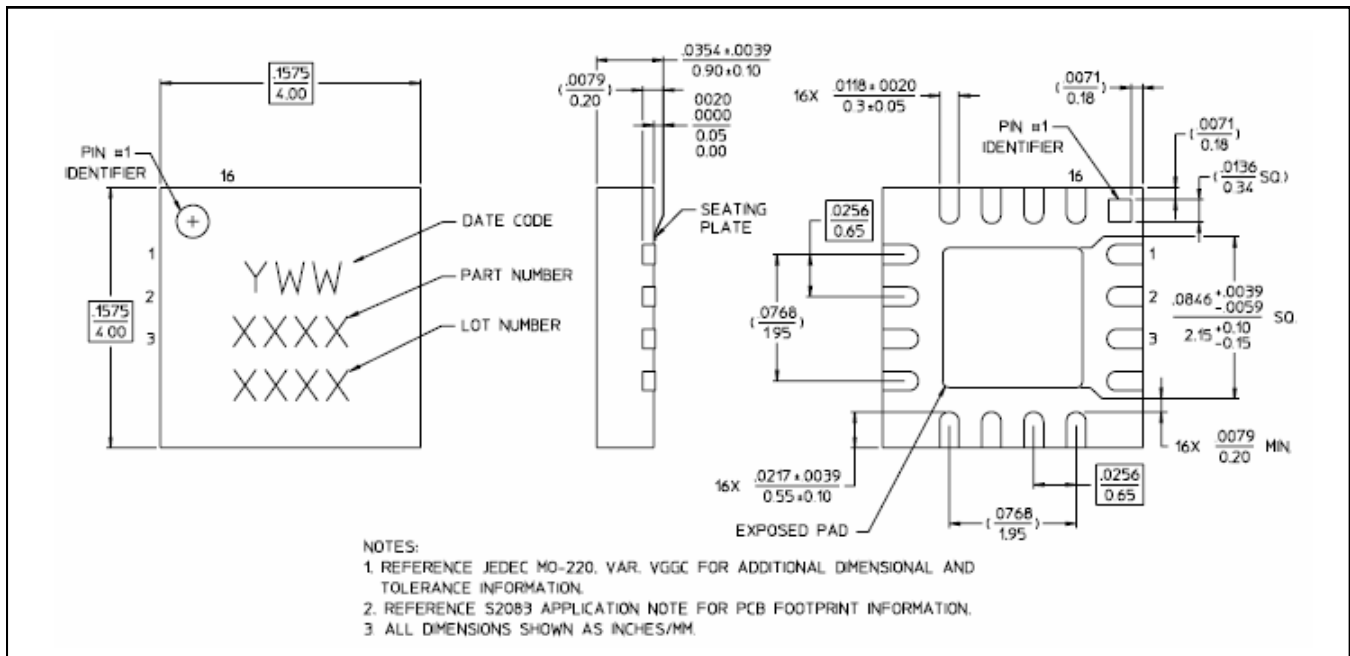 .1575
4.00
PIN #1
IDENTIFIER
16
1
2
3
.1575
4.00
YWW
XXXX
XXXX
DATE CODE
PART NUMBER
LOT NUMBER
.0354±.0039
0.90±0.10
(.0079
0.20)
0020
0000
0.05
0.00
SEATING
PLATE
16X .0118±0020
0.3±0.05
(.0071
0.18)
PIN #1
IDENTIFIER
16
(.0071
0.18)
(.0136 SQ.)
0.34
.0256
0.65
(.0768
1.95)
1
2
3
.0846 +.0039
-.0059 SQ.
2.15 +0.10
-0.15
16X .0079 MIN.
0.20
16X .0217±.0039
0.55±0.10
.0256
0.65
(.0768
1.95)
EXPOSED PAD
NOTES:
1. REFERENCE JEDEC MO-220, VAR. VGGC FOR ADDITIONAL DIMENSIONAL AND
TOLERANCE INFORMATION.
2. REFERENCE S2083 APPLICATION NOTE FOR PCB FOOTPRINT INFORMATION.
3 ALL DIMENSIONS SHOWN AS INCHES/MM.